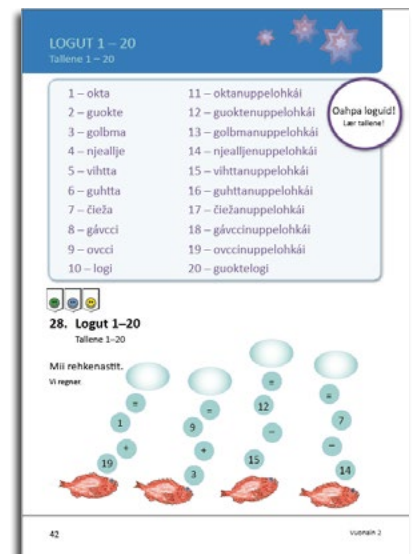 LOGUT 1 – 20
Tallene 1 – 20
1 – okta
2 – guokte
3 – golbma
4 – njeallje
5 – vihtta
6 – guhtta
7 – čieža
8 – gávcci
9 – ovcci
10 – logi
11 – oktanuppelohkái
12 – guoktenuppelohkái
13 – golbmanuppelohkái
14 – njealljenuppelohkái
15 – vihttanuppelohkái
16 – guhttanuppelohkái
17 – čiežanuppelohkái
18 – gávccinuppelohkái
19 – ovccinuppelohkái
20 – guoktelogi
Oahpa loguid!
Lær tallene!
28. Logut 1–20
Tallene 1–20
Mii rehkenastit.
Vi regner.
19 + 1 =
3 + 9 =
15 – 12 =
14 – 7 =
42